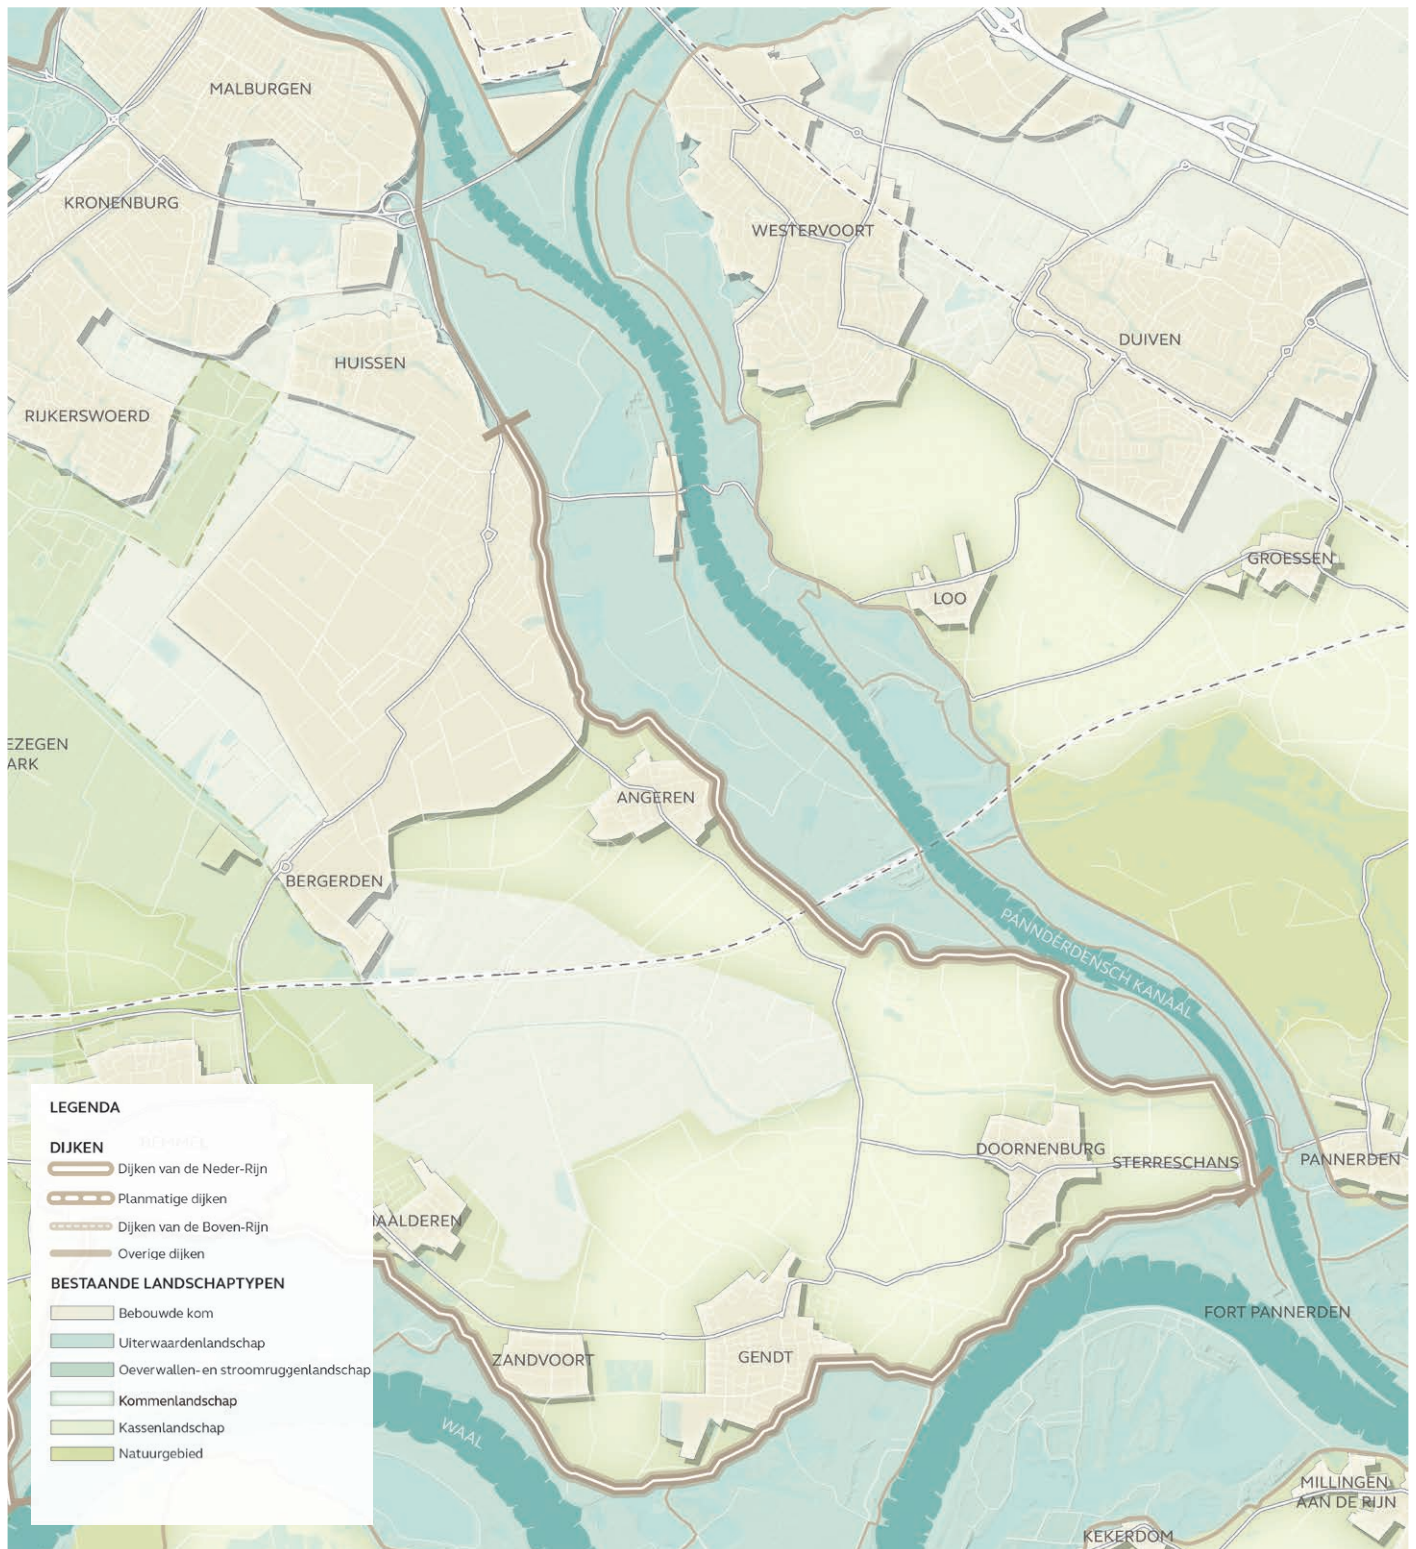 MALBURGEN
KRONENBURG
WESTERVOORT
DUIVEN
HUISSEN
RIJKERSWOERD
GROESSEN
LOO
EZEGEN
ARK
ANGEREN
BERGERDEN
PANNDERDENSCH KANAAL
DOORNENBURG
STERRESCHANS
PANNERDEN
AALDEREN
FORT PANNERDEN
ZANDVOORT
GENDT
WAAL
MILLINGEN
AAN DE RIJN
KEKERDOM
LEGENDA
DIJKEN
BEMMEL
Dijken van de Neder-Rijn
Planmatige dijken
Dijken van de Boven-Rijn
Overige dijken
BESTAANDE LANDSCHAPTYPEN
Bebouwde kom
Uiterwaardenlandschap
Oeverwallen- en stroomruggenlandschap
Kommenlandschap
Kassenlandschap
Natuurgebied